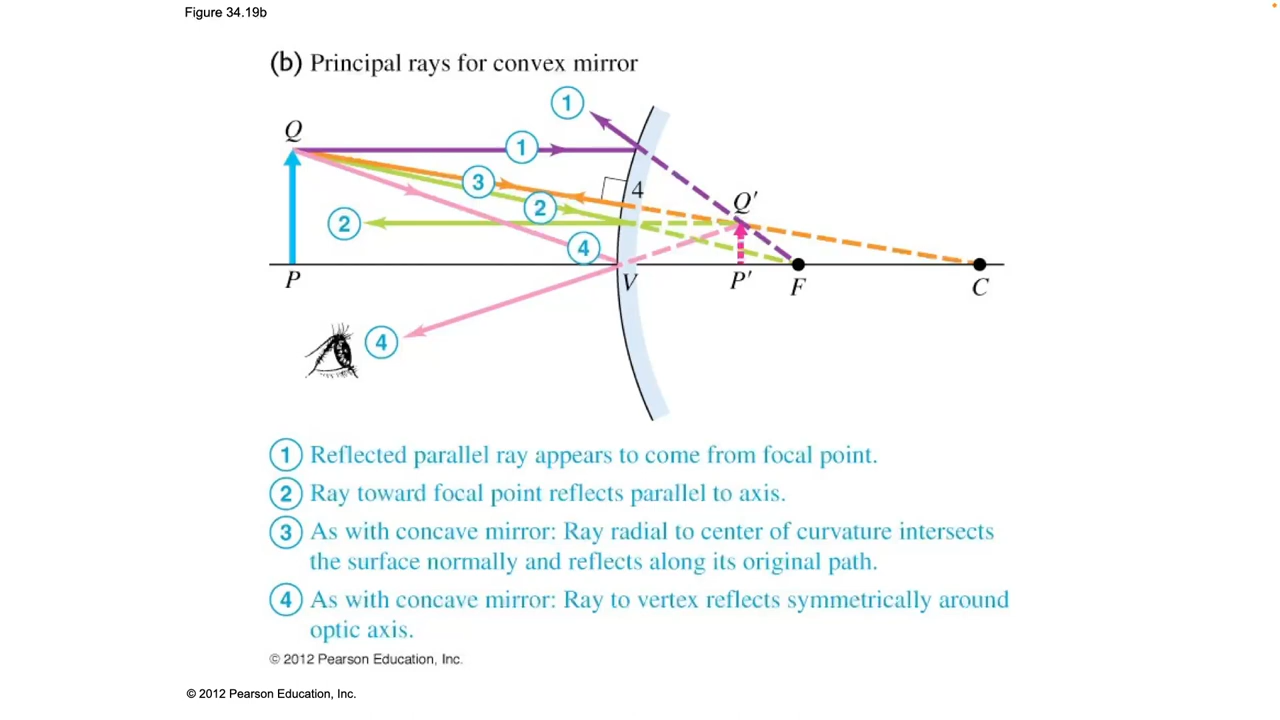 Figure 34.19b
(b) Principal rays for convex mirror
1
Q
1
3
4
2
Q′
2
4
P
V
P′
F
C
4
1 Reflected parallel ray appears to come from focal point.
2 Ray toward focal point reflects parallel to axis.
3 As with concave mirror: Ray radial to center of curvature intersects
the surface normally and reflects along its original path.
4 As with concave mirror: Ray to vertex reflects symmetrically around
optic axis.
© 2012 Pearson Education, Inc.
© 2012 Pearson Education, Inc.